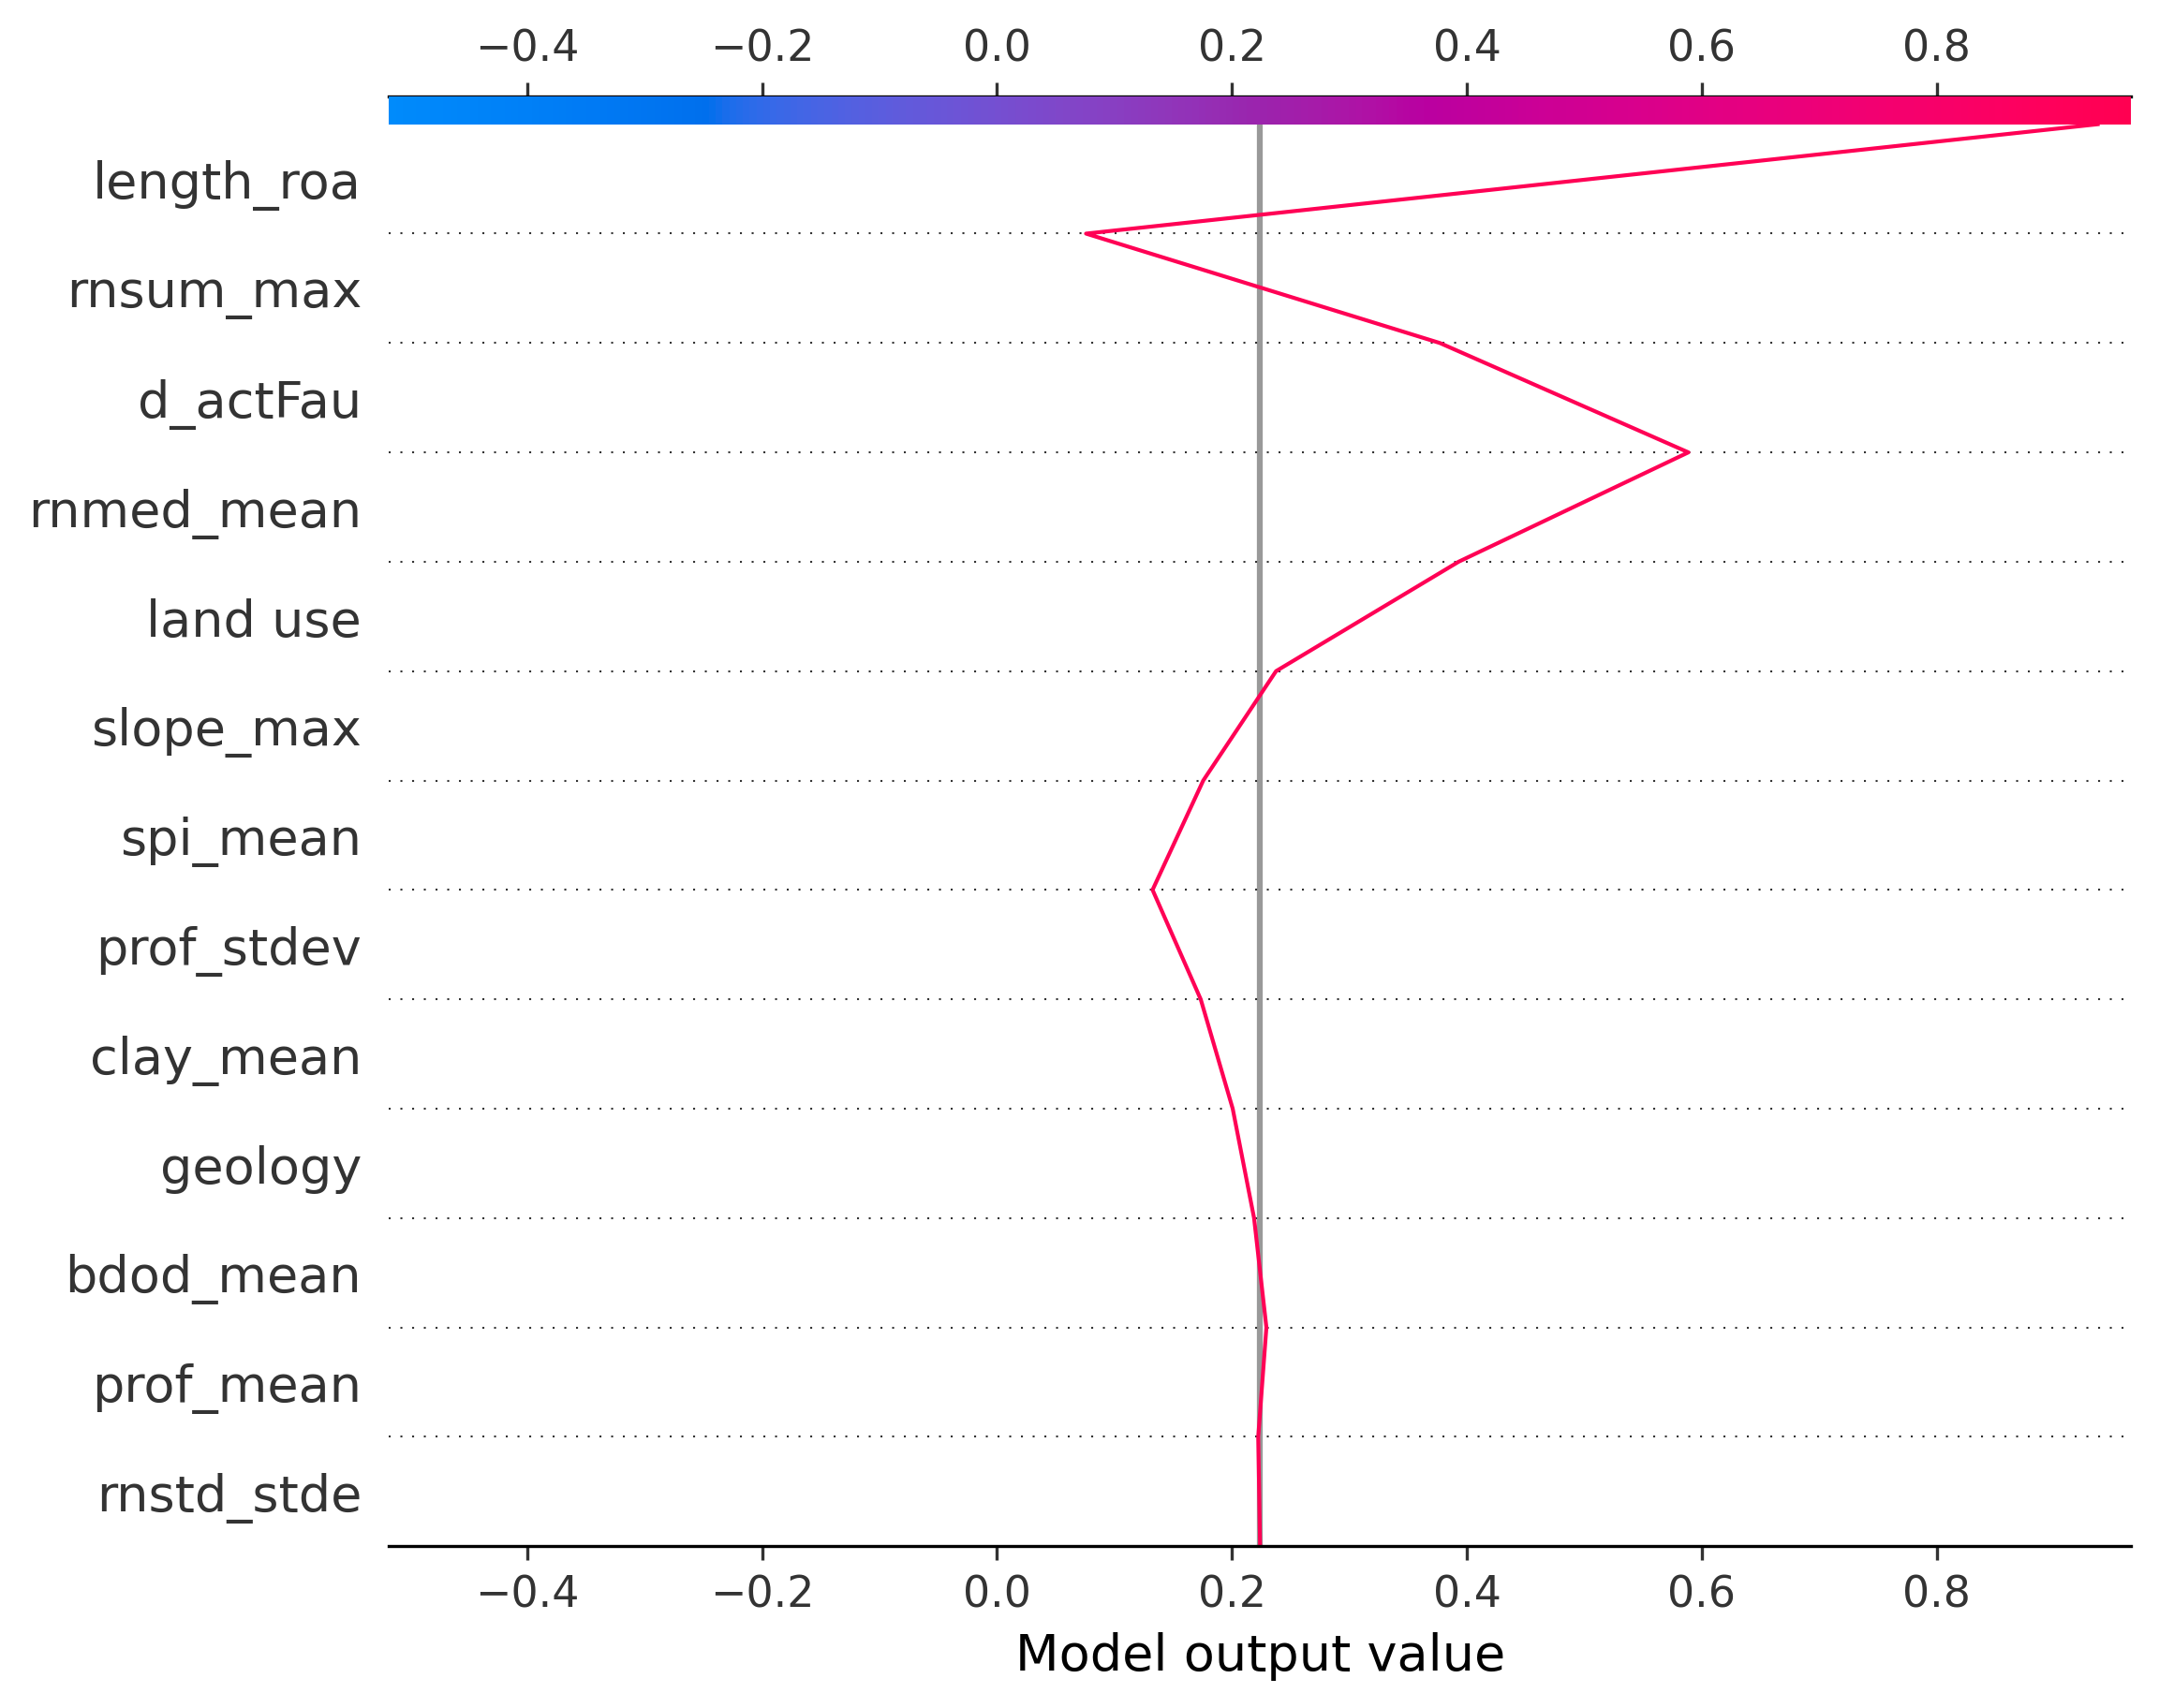 −0.4 −0.2 0.0 0.2 0.4 0.6 0.8
length_roa
rnsum_max
d_actFau
rnmed_mean
land use
slope_max
spi_mean
prof_stdev
clay_mean
geology
bdod_mean
prof_mean
rnstd_stde
−0.4 −0.2 0.0 0.2 0.4 0.6 0.8
Model output value